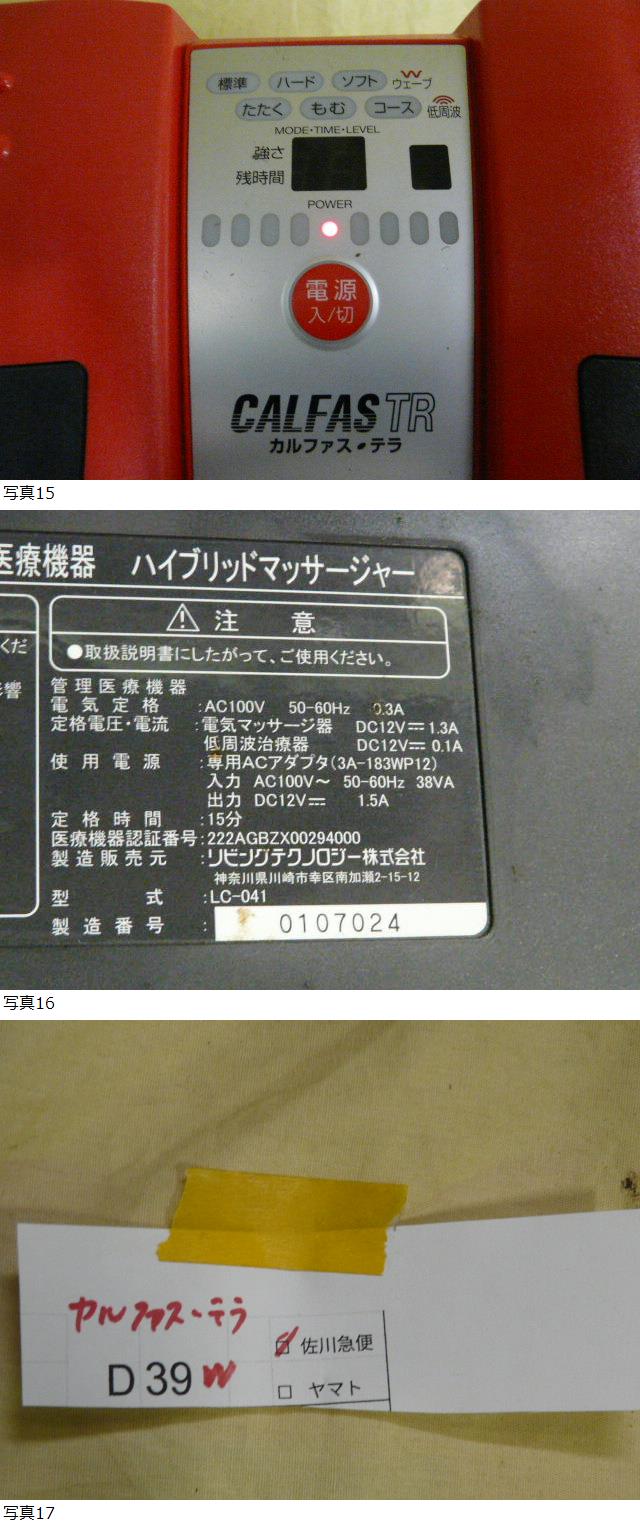 標準 ハード ソフト ウェーブ
たたく もむ コース 低周波
MODE・TIME・LEVEL
強さ
残時間
POWER
電源
入/切
CALFAS TR
カルファス・テラ
写真15
医療機器 ハイブリッドマッサージャー
注意
くだ
●取扱説明書にしたがって、ご使用ください。
影響
管理医療機器
電気定格 :AC100V 50-60Hz 0.3A
定格電圧・電流 :電気マッサージ器 DC12V⎓1.3A
低周波治療器 DC12V⎓0.1A
使用電源 :専用ACアダプタ(3A-183WP12)
入力 AC100V～ 50-60Hz 38VA
出力 DC12V⎓ 1.5A
定格時間 :15分
医療機器認証番号:222AGBZX00294000
製造販売元 :リビングテクノロジー株式会社
神奈川県川崎市幸区南加瀬2-15-12
型式 :LC-041
製造番号 : 0107024
写真16
カルファス・テラ
D39W
佐川急便
ヤマト
写真17